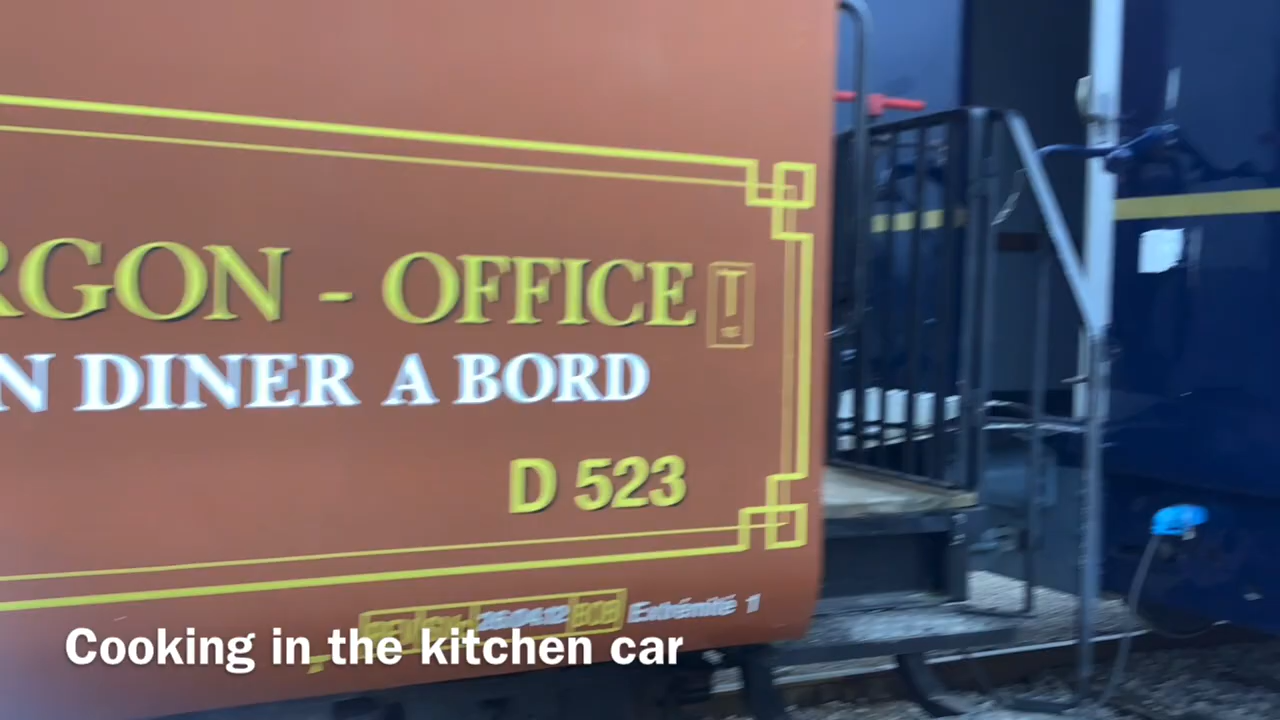 RGON - OFFICE
N DINER A BORD
D 523
Extrémité 1
Cooking in the kitchen car